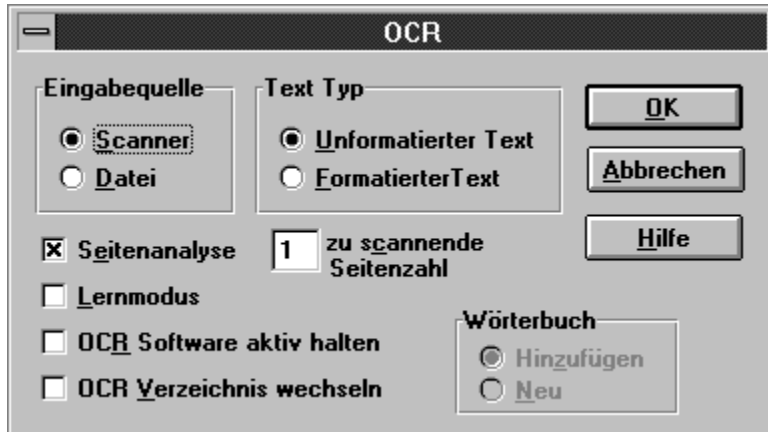 OCR
Eingabequelle
Scanner
Datei
Text Typ
Unformatierter Text
FormatierterText
OK
Abbrechen
Hilfe
Seitenanalyse
1 zu scannende
Seitenzahl
Lernmodus
OCR Software aktiv halten
OCR Verzeichnis wechseln
Wörterbuch
Hinzufügen
Neu